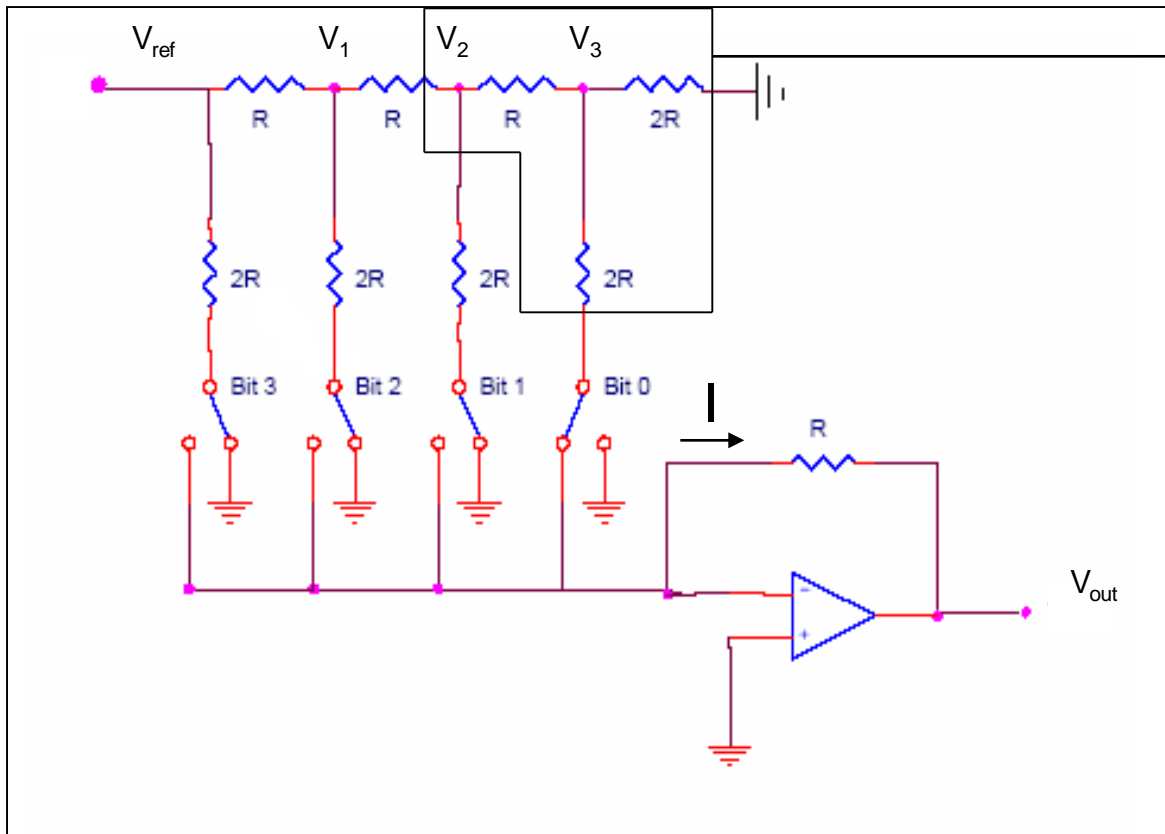 Vref V1 V2 V3
R R R 2R
2R 2R 2R 2R
Bit 3 Bit 2 Bit 1 Bit 0
I
R
-
Vout
+